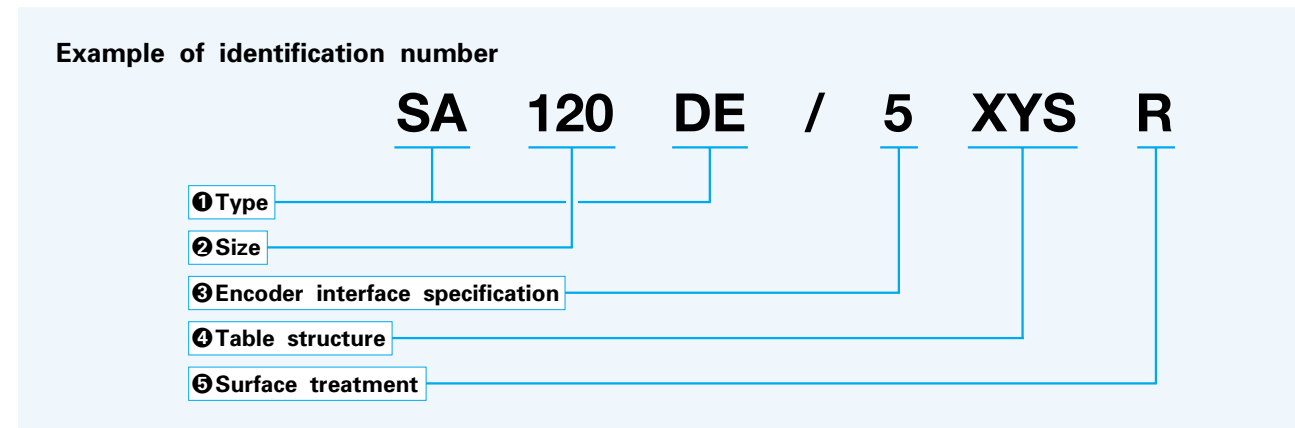 Example of identification number
SA 120 DE / 5 XYS R
❶Type
❷Size
❸Encoder interface specification
❹Table structure
❺Surface treatment